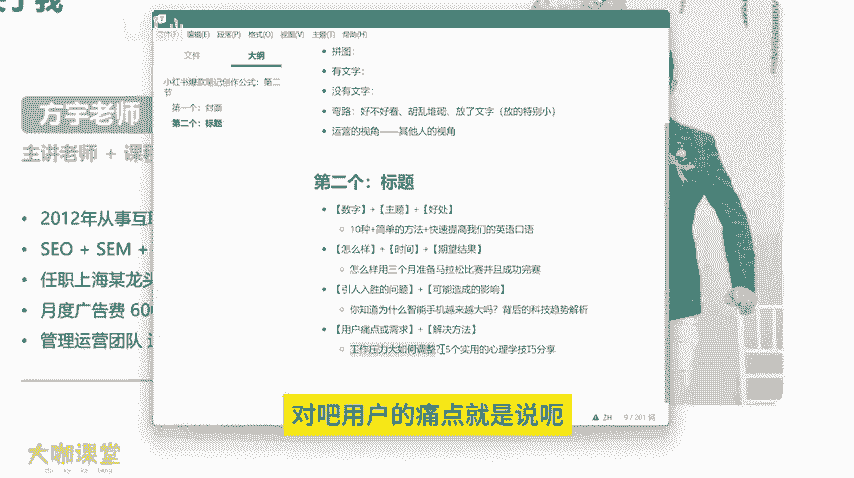 方宇老师
主讲老师 + 课程
2012年从事互联
SEO + SEM +
任职上海某龙头
月度广告费 600
管理运营团队
编辑(E) 段落(P) 格式(O) 视图(V) 主题(T) 帮助(H)
文件 大纲
小红书爆款笔记创作公式：第二节
第一个：封面
第二个：标题
拼图：
有文字：
没有文字：
弯路：好不好看、胡乱堆砌、放了文字（放的特别小）
运营的视角——其他人的视角
第二个：标题
【数字】+【主题】+【好处】
10种+简单的方法+快速提高我们的英语口语
【怎么样】+【时间】+【期望结果】
怎么样用三个月准备马拉松比赛并且成功完赛
【引人入胜的问题】+【可能造成的影响】
你知道为什么智能手机越来越大吗？背后的科技趋势解析
【用户痛点或需求】+【解决方法】
工作压力大如何调整？5个实用的心理学技巧分享
ZH 9 / 201 词
对吧用户的痛点就是说呃
大咖课堂